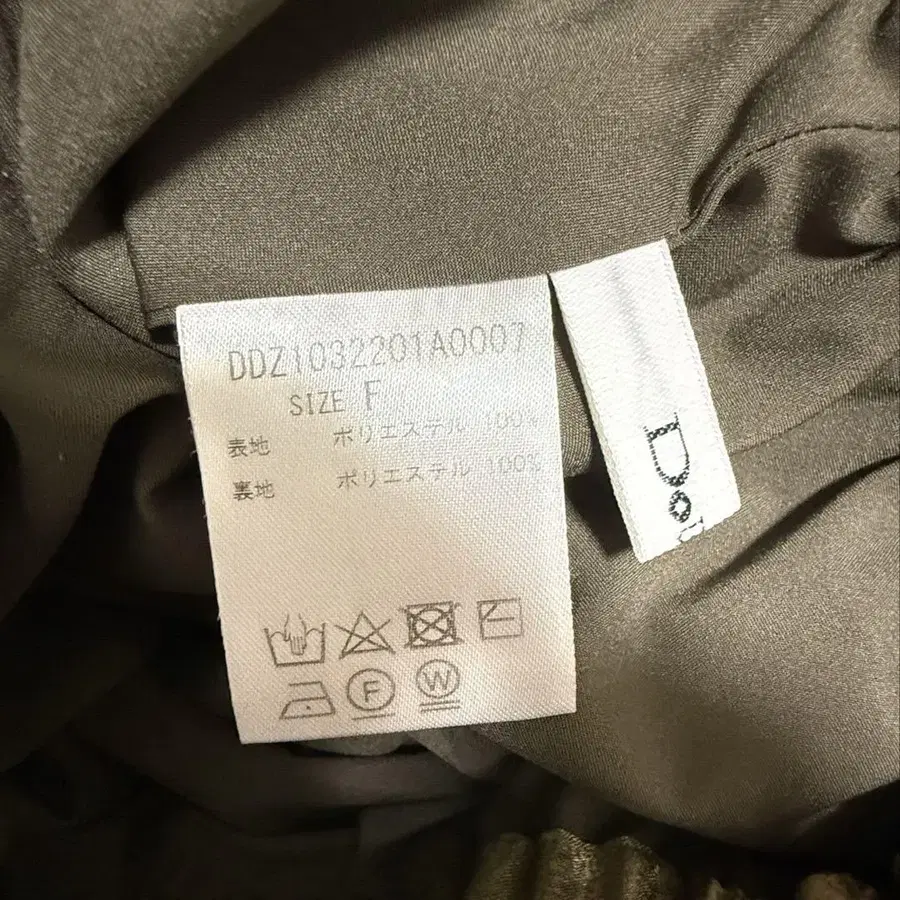 DDZ1032201A0007
SIZE F
表地 ポリエステル 100%
裏地 ポリエステル 100%
F
W